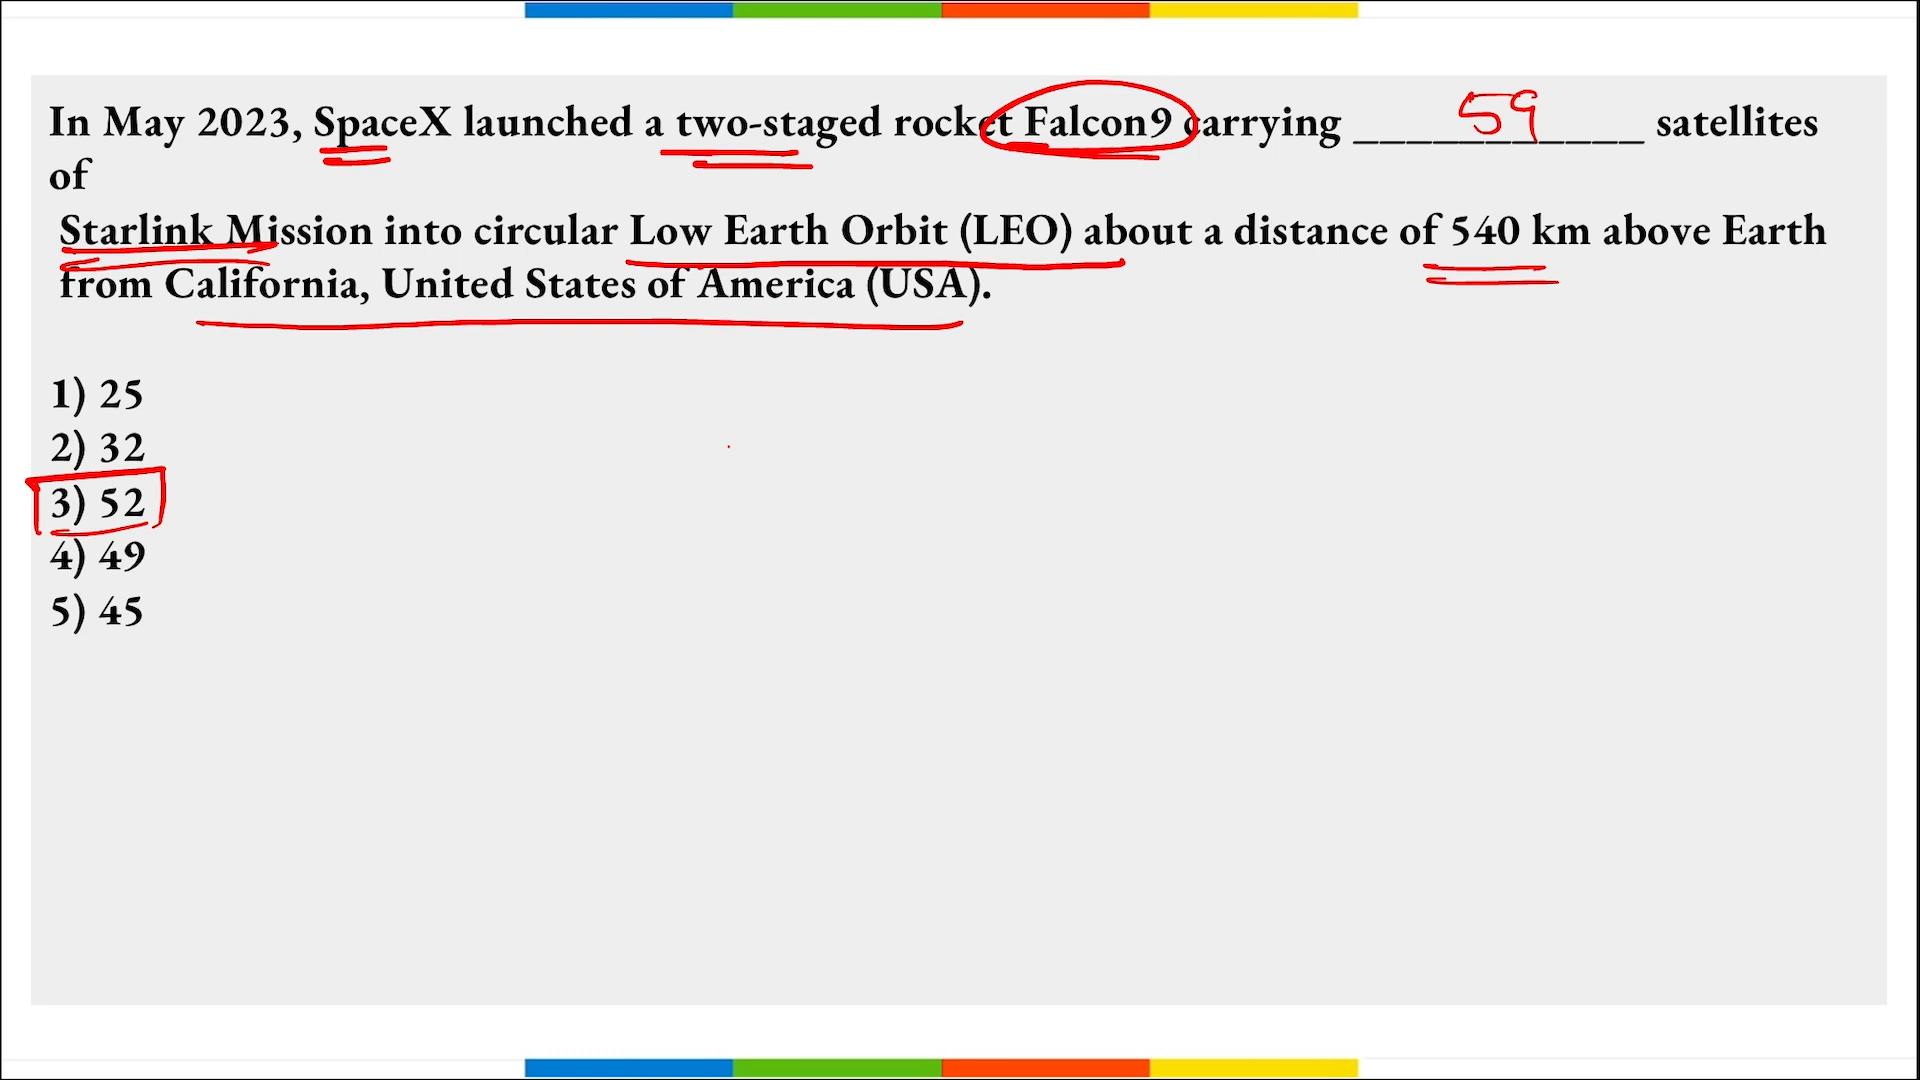 In May 2023, SpaceX launched a two-staged rocket Falcon9 carrying ___________ satellites
59
of
Starlink Mission into circular Low Earth Orbit (LEO) about a distance of 540 km above Earth
from California, United States of America (USA).
1) 25
2) 32
3) 52
4) 49
5) 45